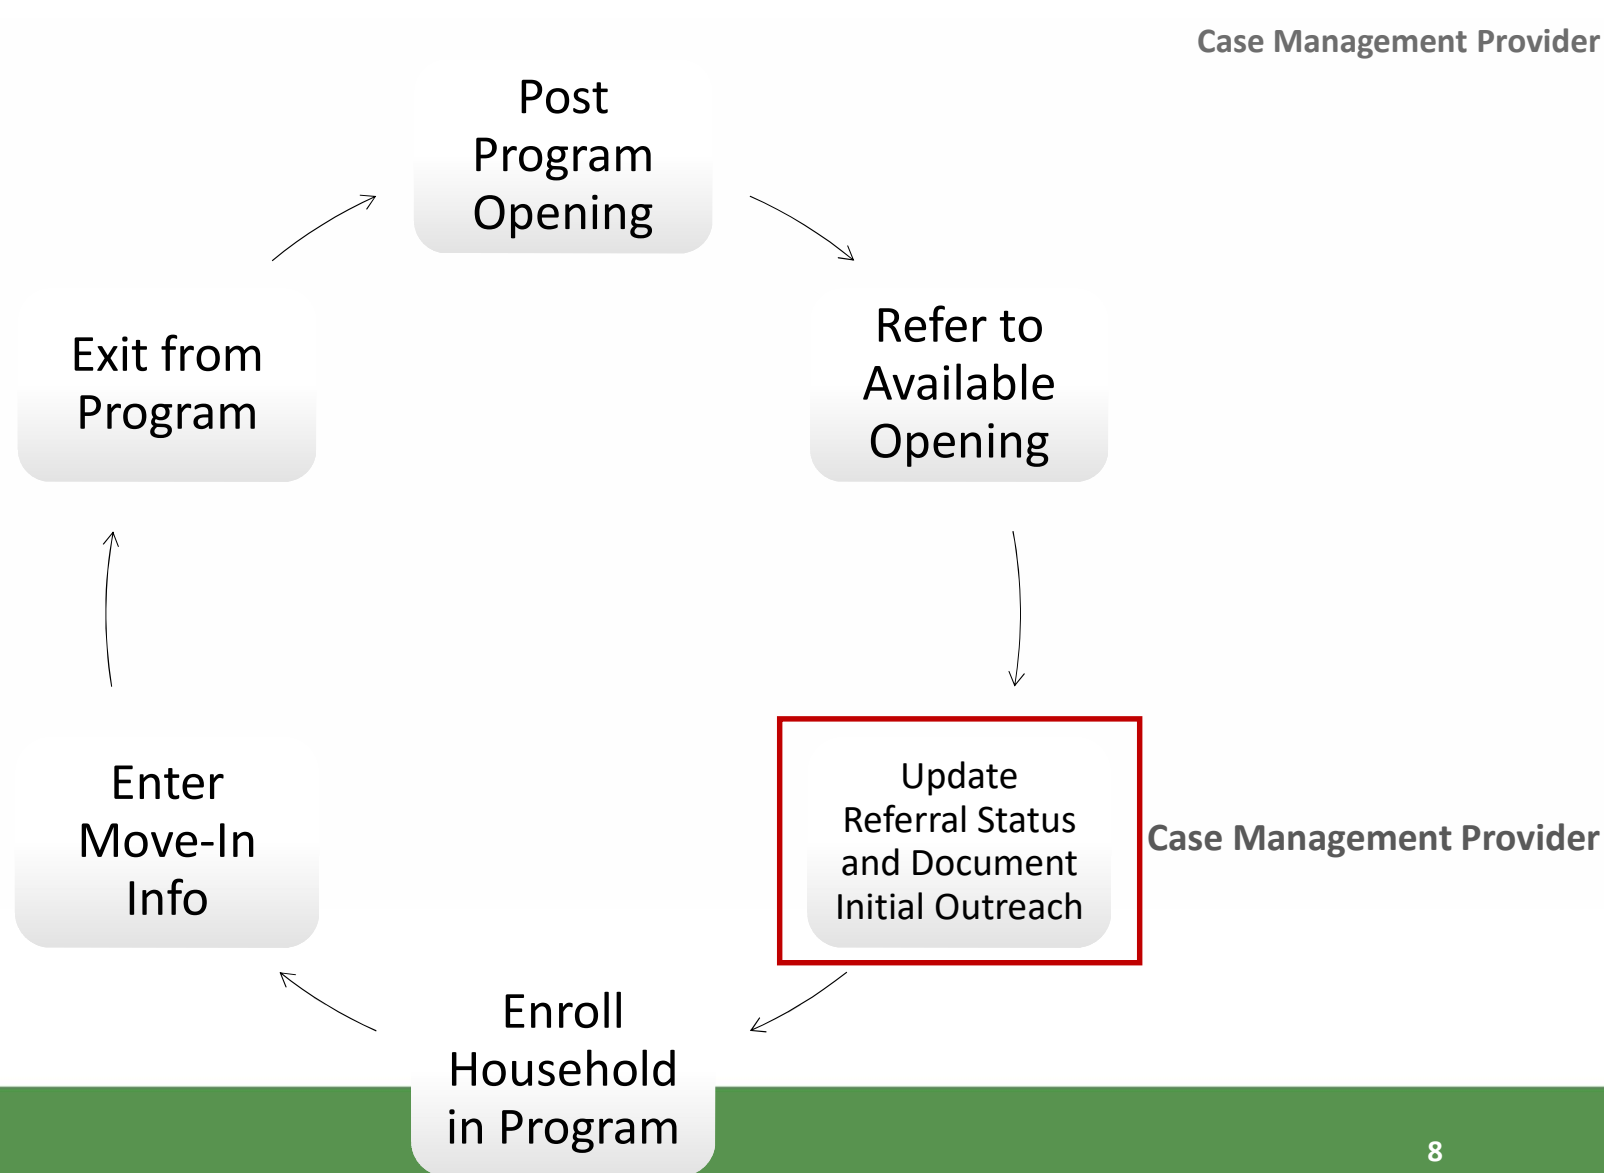 Case Management Provider
Post
Program
Opening
Refer to
Available
Opening
Exit from
Program
Update
Referral Status
and Document
Initial Outreach
Case Management Provider
Enter
Move-In
Info
Enroll
Household
in Program
8